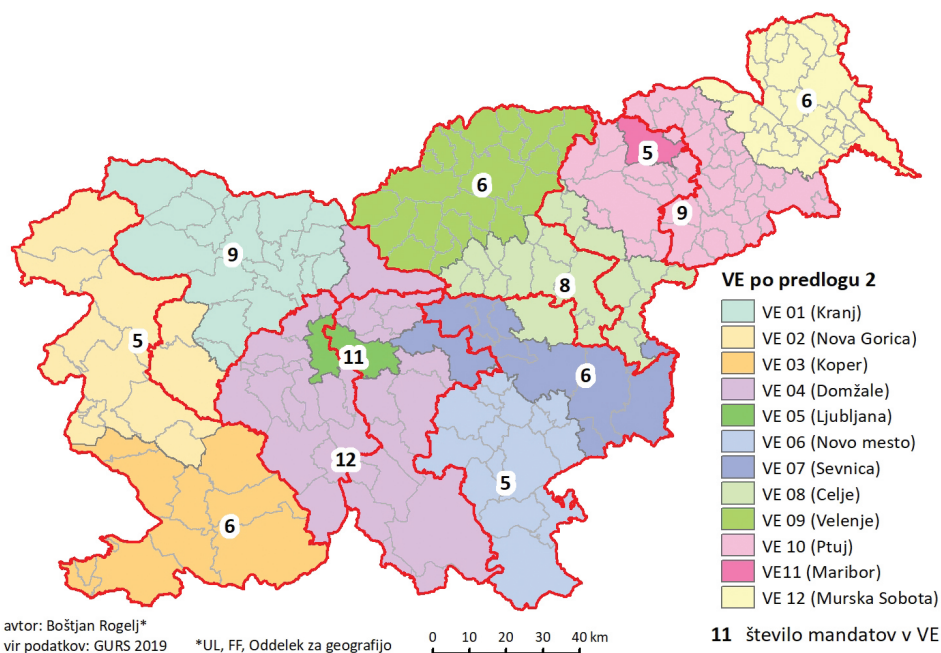 6
5
6
9
9
8
5
11
6
12
5
6
VE po predlogu 2
VE 01 (Kranj)
VE 02 (Nova Gorica)
VE 03 (Koper)
VE 04 (Domžale)
VE 05 (Ljubljana)
VE 06 (Novo mesto)
VE 07 (Sevnica)
VE 08 (Celje)
VE 09 (Velenje)
VE 10 (Ptuj)
VE11 (Maribor)
VE 12 (Murska Sobota)
11 število mandatov v VE
avtor: Boštjan Rogelj*
vir podatkov: GURS 2019 *UL, FF, Oddelek za geografijo
0 10 20 30 40 km